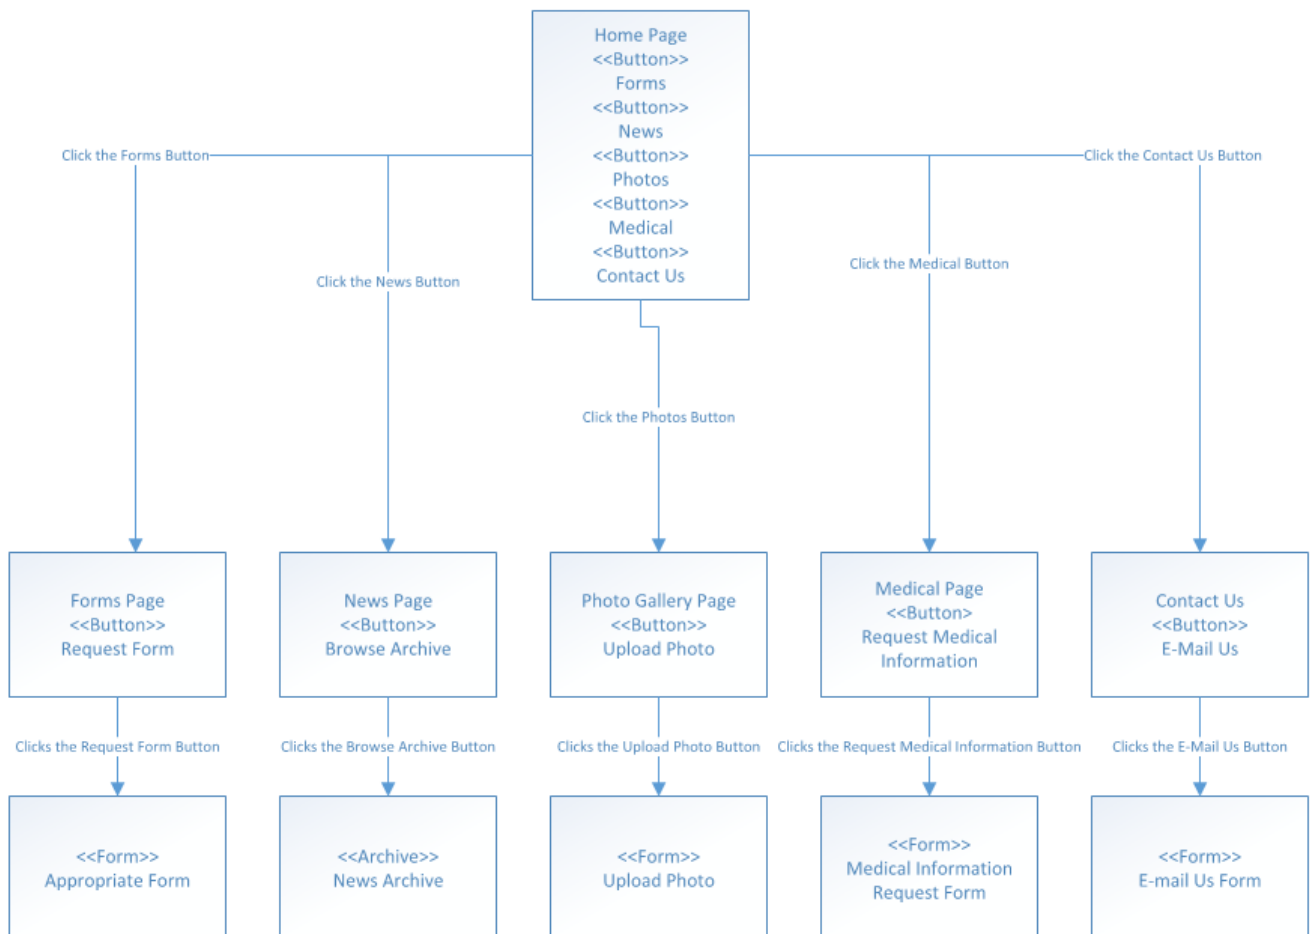 Home Page
<<Button>>
Forms
<<Button>>
News
<<Button>>
Photos
<<Button>>
Medical
<<Button>>
Contact Us
Click the Forms Button
Click the Contact Us Button
Click the News Button
Click the Medical Button
Click the Photos Button
Forms Page
<<Button>>
Request Form
News Page
<<Button>>
Browse Archive
Photo Gallery Page
<<Button>>
Upload Photo
Medical Page
<<Button>
Request Medical
Information
Contact Us
<<Button>>
E-Mail Us
Clicks the Request Form Button
Clicks the Browse Archive Button
Clicks the Upload Photo Button
Clicks the Request Medical Information Button
Clicks the E-Mail Us Button
<<Form>>
Appropriate Form
<<Archive>>
News Archive
<<Form>>
Upload Photo
<<Form>>
Medical Information
Request Form
<<Form>>
E-mail Us Form